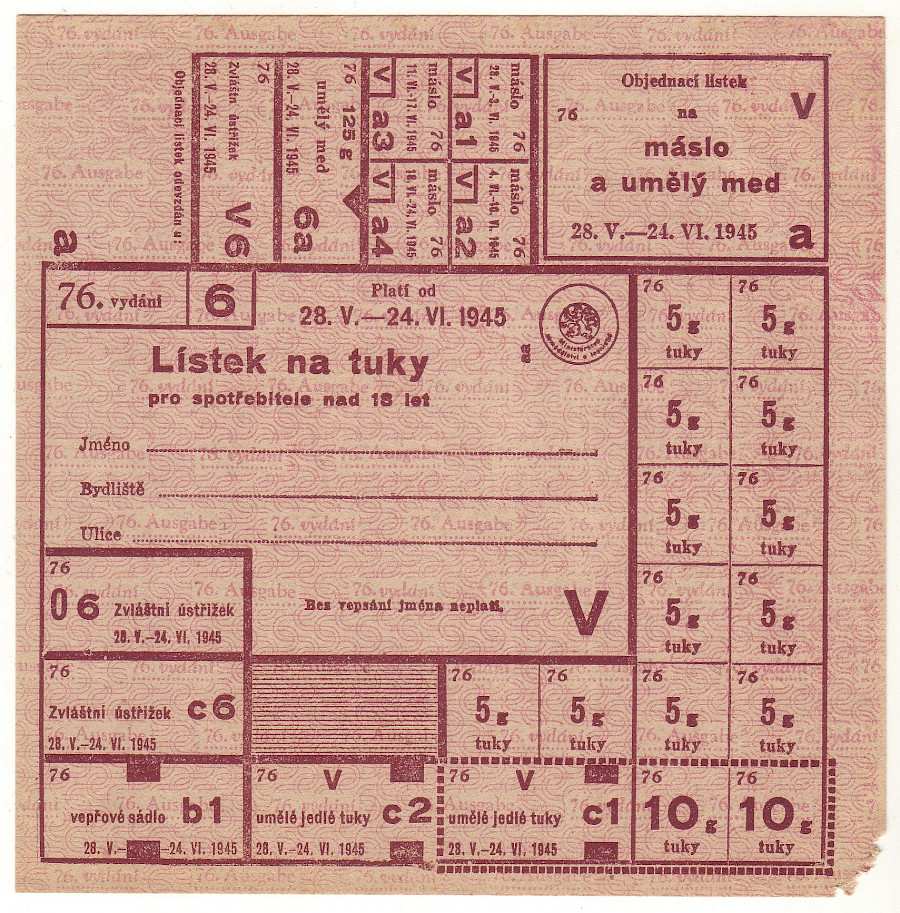 Objednací lístek odevzdán u:
76
Zvláštn ústřižek
28. V.—24. VI. 1945
V6
76 125 g
umělý med
28. V.—24. VI. 1945
6a
máslo 76
11. VI.-17. VI. 1945
V a3
máslo 76
28. V.-3. VI. 1945
V a1
máslo 76
18. VI.-24. VI. 1945
V a4
máslo 76
4. VI.-10. VI. 1945
V a2
Objednací lístek
76 na V
máslo
a umělý med
28. V.—24. VI. 1945 a
a
76. vydání 6
Platí od
28. V.—24. VI. 1945
Lístek na tuky
pro spotřebitele nad 18 let
aa
Jméno
Bydliště
Ulice
Bez vepsání jména neplatí.
V
76 76
5 g 5 g
tuky tuky
76 76
5 g 5 g
tuky tuky
76 76
5 g 5 g
tuky tuky
76 76
5 g 5 g
tuky tuky
76 76
5 g 5 g
tuky tuky
76
06 Zvláštní ústřižek
28. V.-24. VI. 1945
76
Zvláštní ústřižek c6
28. V.-24. VI. 1945
76 76
5 g 5 g
tuky tuky
76
vepřové sádlo b1
28. V.- -24. VI. 1945
76 V
umělé jedlé tuky c2
28. V.-24. VI. 1945
76 V
umělé jedlé tuky c1
28. V.-24. VI. 1945
76 76
10 g 10 g
tuky tuky
76. vydání 76. Ausgabe